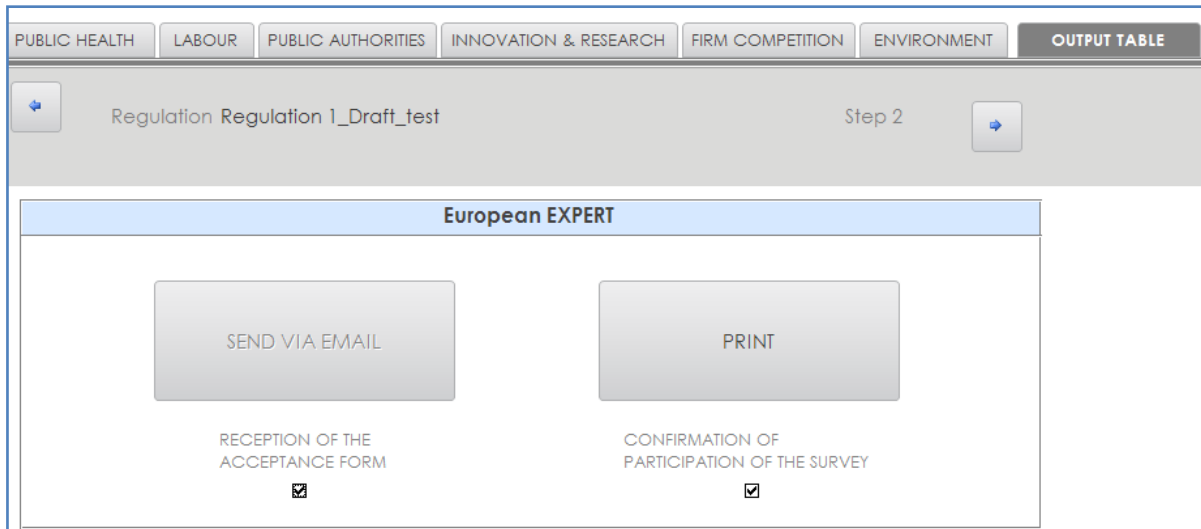 PUBLIC HEALTH LABOUR PUBLIC AUTHORITIES INNOVATION & RESEARCH FIRM COMPETITION ENVIRONMENT OUTPUT TABLE
Regulation Regulation 1_Draft_test Step 2
European EXPERT
SEND VIA EMAIL PRINT
RECEPTION OF THE CONFIRMATION OF
ACCEPTANCE FORM PARTICIPATION OF THE SURVEY